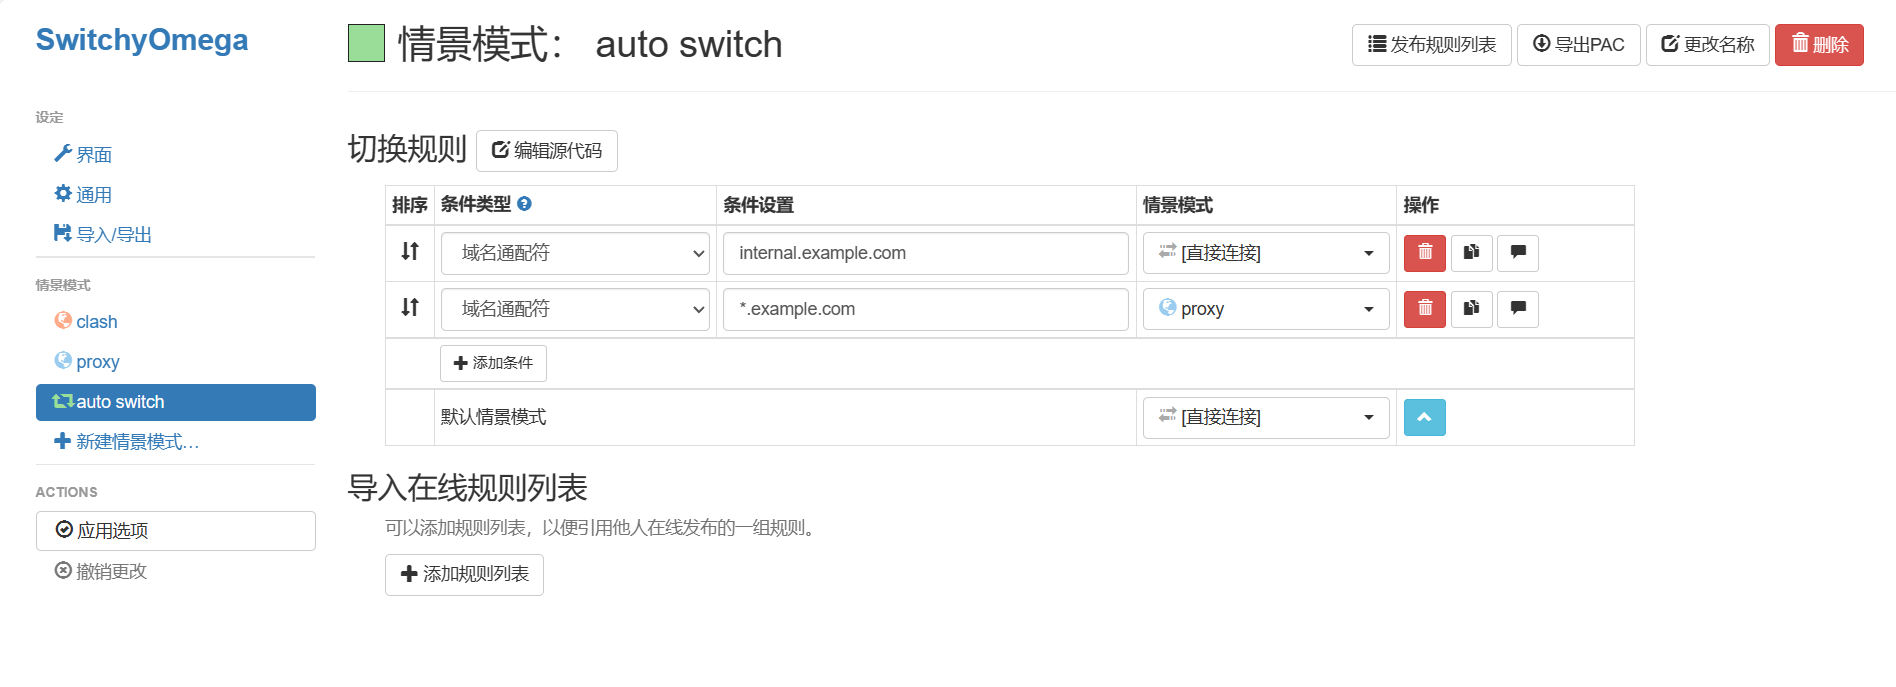 SwitchyOmega
设定
界面
通用
导入/导出
情景模式
clash
proxy
auto switch
新建情景模式…
ACTIONS
应用选项
撤销更改
情景模式： auto switch
发布规则列表 导出PAC 更改名称 删除
切换规则 编辑源代码
排序 条件类型 条件设置 情景模式 操作
域名通配符 internal.example.com [直接连接]
域名通配符 *.example.com proxy
添加条件
默认情景模式 [直接连接]
导入在线规则列表
可以添加规则列表，以便引用他人在线发布的一组规则。
添加规则列表